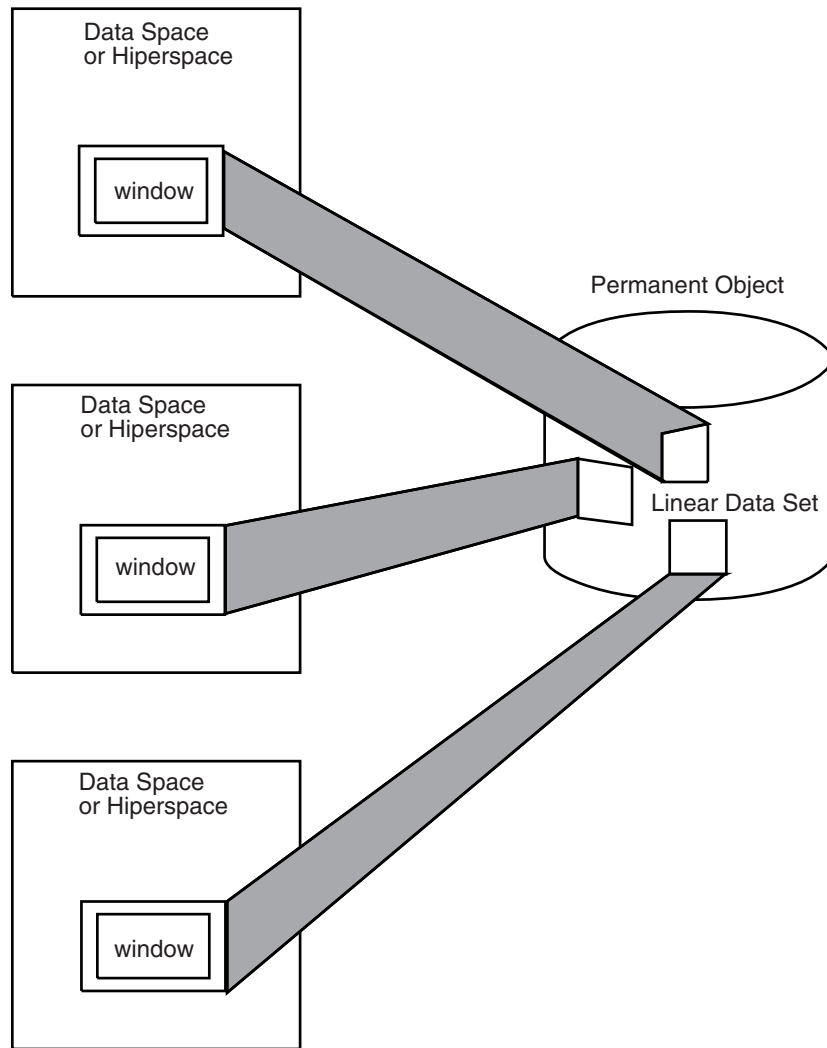 Data Space
or Hiperspace
window
Permanent Object
Data Space
or Hiperspace
Linear Data Set
window
Data Space
or Hiperspace
window